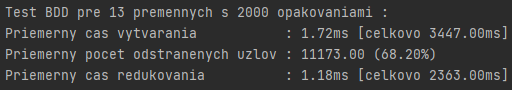 Test BDD pre 13 premennych s 2000 opakovaniami :
Priemerny cas vytvarania : 1.72ms [celkovo 3447.00ms]
Priemerny pocet odstranenych uzlov : 11173.00 (68.20%)
Priemerny cas redukovania : 1.18ms [celkovo 2363.00ms]